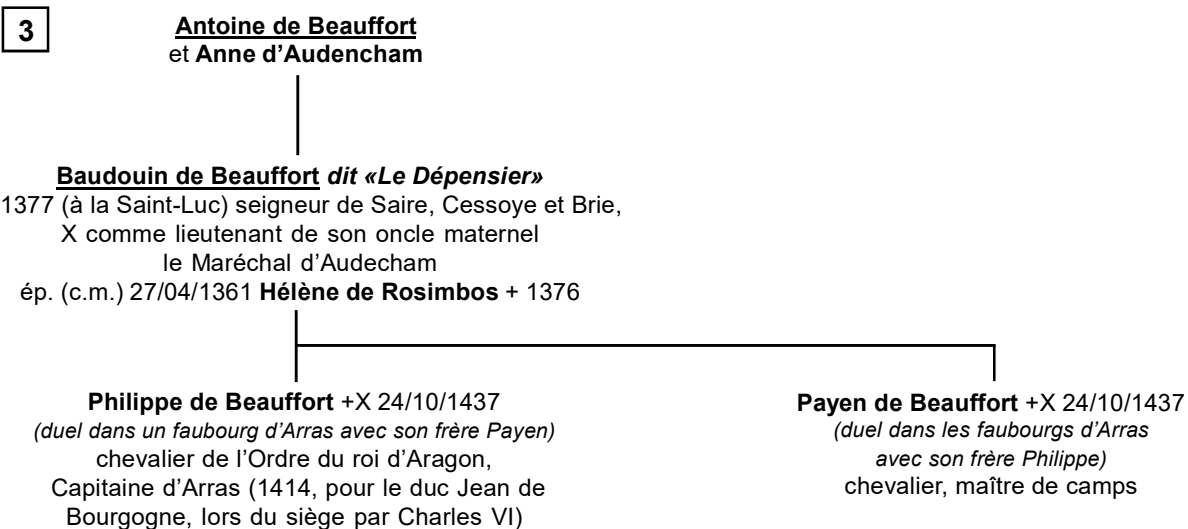 3
Antoine de Beauffort
et Anne d’Audencham
Baudouin de Beauffort dit «Le Dépensier»
1377 (à la Saint-Luc) seigneur de Saire, Cessoye et Brie,
X comme lieutenant de son oncle maternel
le Maréchal d’Audecham
ép. (c.m.) 27/04/1361 Hélène de Rosimbos + 1376
Philippe de Beauffort +X 24/10/1437
(duel dans un faubourg d’Arras avec son frère Payen)
chevalier de l’Ordre du roi d’Aragon,
Capitaine d’Arras (1414, pour le duc Jean de
Bourgogne, lors du siège par Charles VI)
Payen de Beauffort +X 24/10/1437
(duel dans les faubourgs d’Arras
avec son frère Philippe)
chevalier, maître de camps